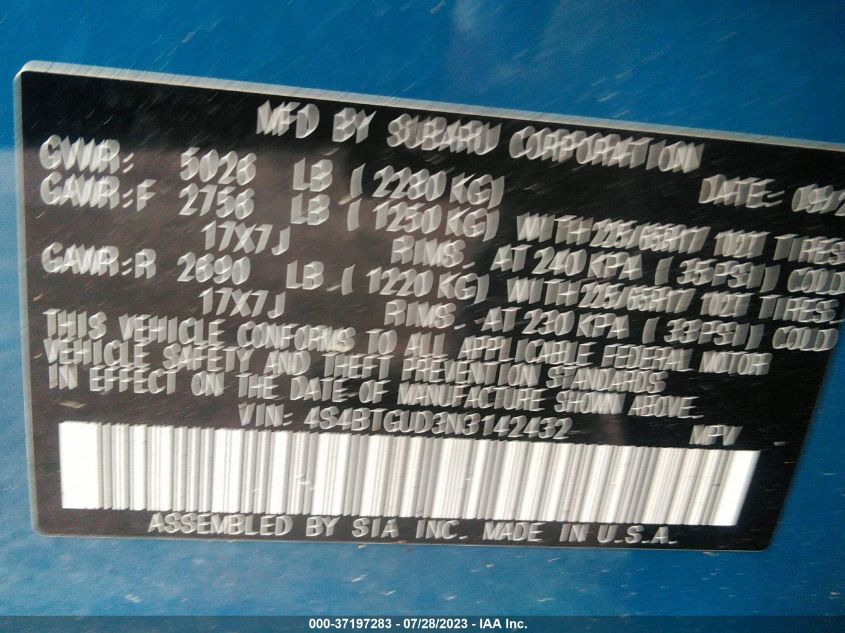 MFD BY SUBARU CORPORATION
DATE: 09/2
GVWR: 5026 LB (2280 KG)
GAWR:F 2756 LB (1250 KG) WITH 225/65R17 102T TIRES
17X7J RIMS. AT 240 KPA (35PSI) COLD
GAWR:R 2690 LB (1220 KG) WITH 225/65R17 102T TIRES
17X7J RIMS. AT 230 KPA (33PSI) COLD
THIS VEHICLE CONFORMS TO ALL APPLICABLE FEDERAL MOTOR
VEHICLE SAFETY AND THEFT PREVENTION STANDARDS
IN EFFECT ON THE DATE OF MANUFACTURE SHOWN ABOVE.
VIN: 4S4BTGUD3N3142432 MPV
ASSEMBLED BY SIA INC. MADE IN U.S.A.
000-37197283 - 07/28/2023 - IAA Inc.